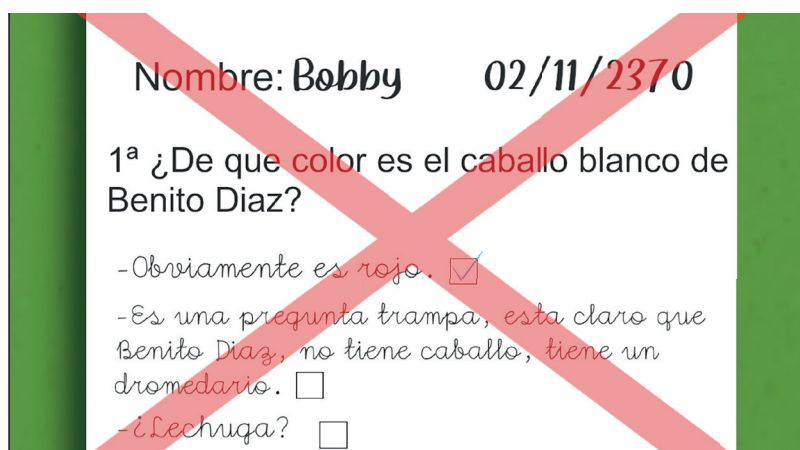 Nombre: Bobby 02/11/2370
1ª ¿De que color es el caballo blanco de
Benito Diaz?
-Obviamente es rojo.
-Es una pregunta trampa, esta claro que
Benito Diaz, no tiene caballo, tiene un
dromedario.
-¿Lechuga?